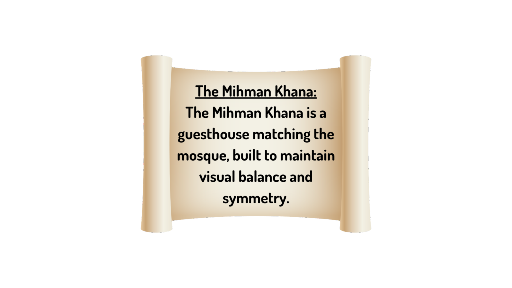 The Mihman Khana:
The Mihman Khana is a
guesthouse matching the
mosque, built to maintain
visual balance and
symmetry.